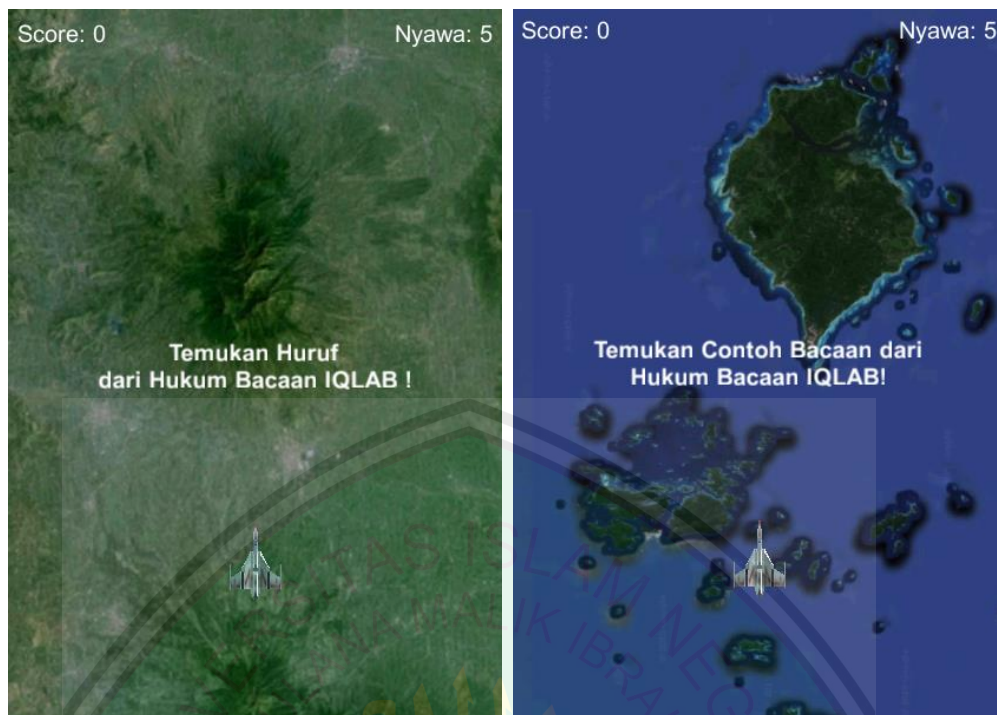 Score: 0
Nyawa: 5
Temukan Huruf
dari Hukum Bacaan IQLAB !
Score: 0
Nyawa: 5
Temukan Contoh Bacaan dari
Hukum Bacaan IQLAB!